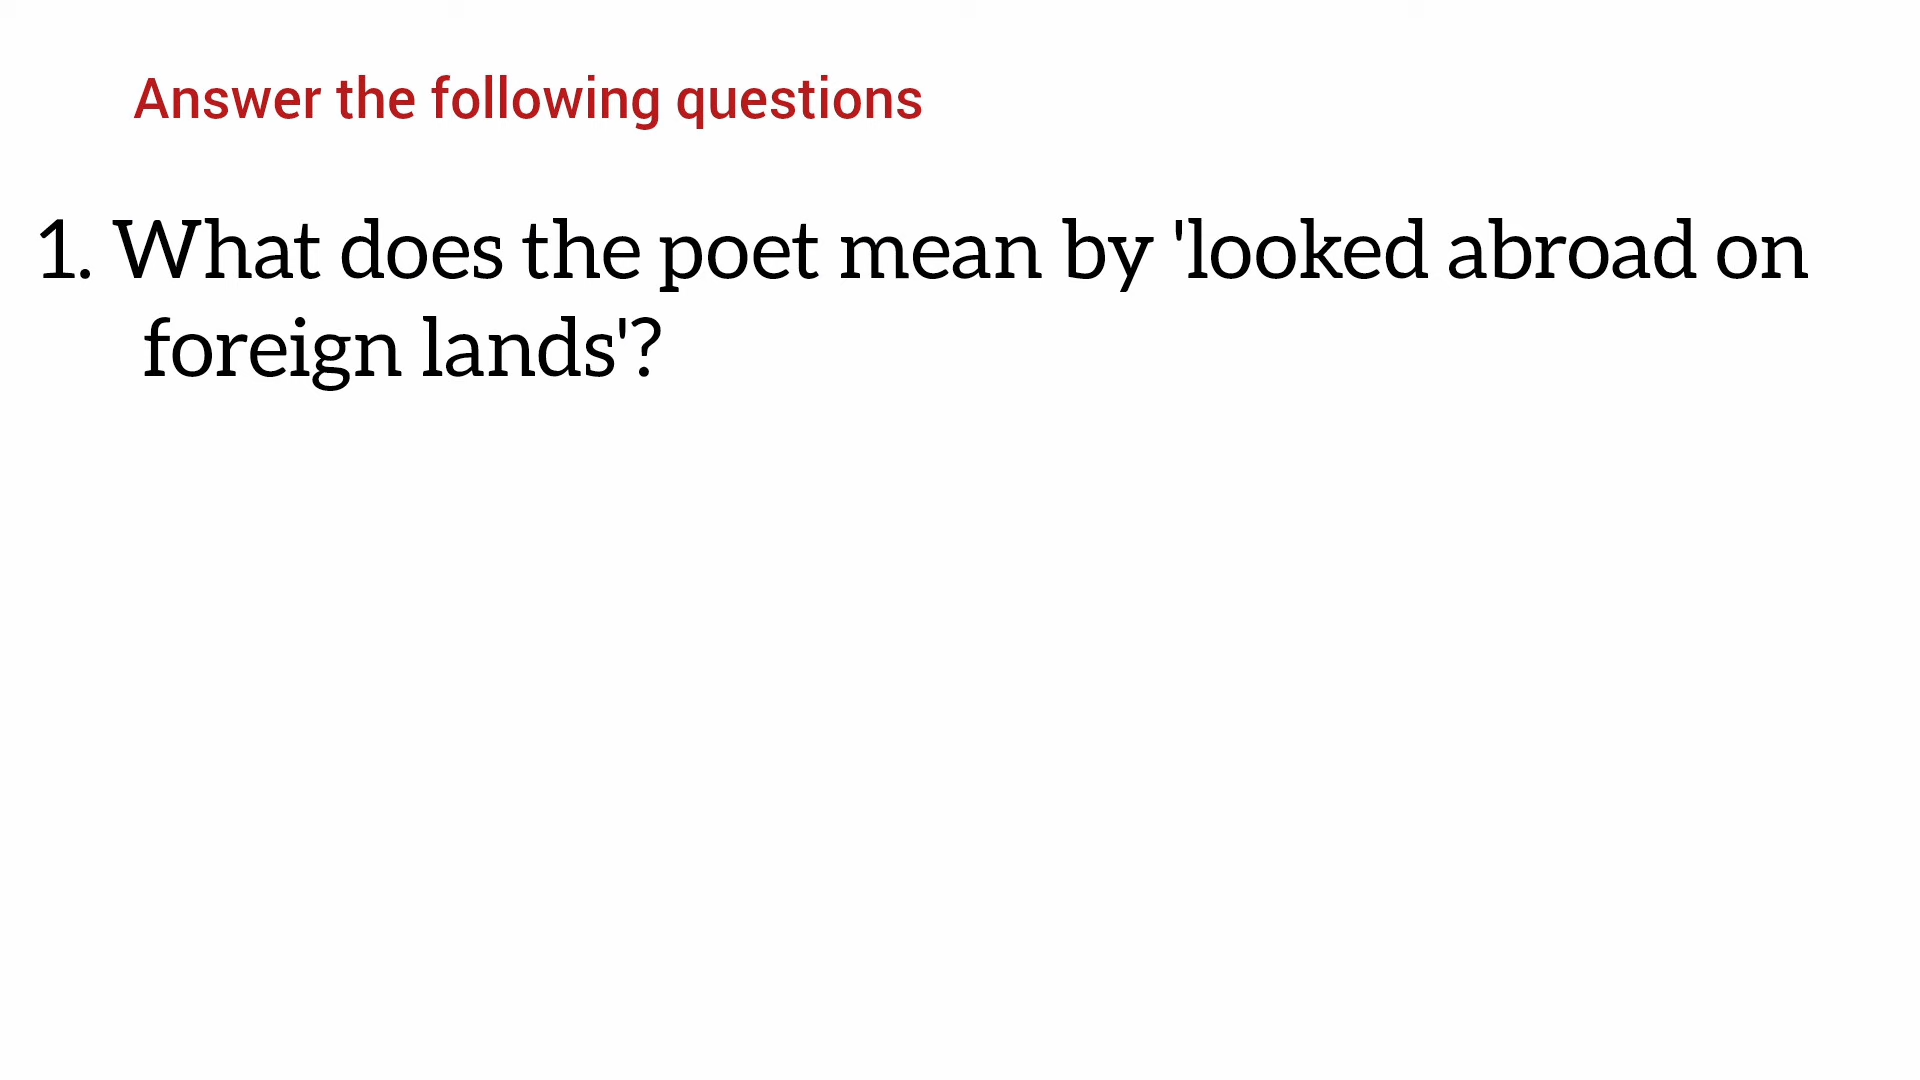 Answer the following questions
1. What does the poet mean by 'looked abroad on
foreign lands'?